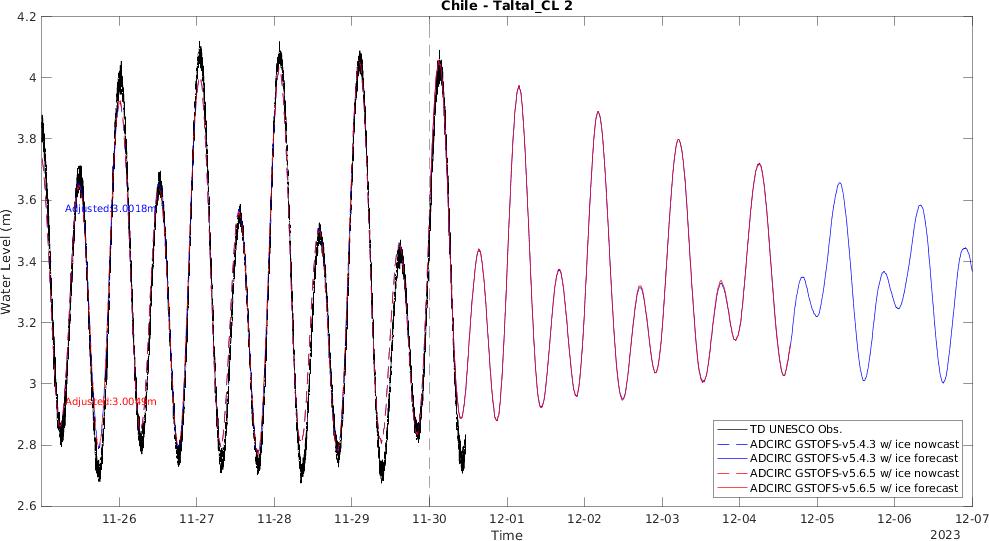 Chile - Taltal_CL 2
4.2
4
3.8
3.6
3.4
3.2
3
2.8
2.6
Water Level (m)
Adjusted:3.0018m
Adjusted:3.0049m
TD UNESCO Obs.
ADCIRC GSTOFS-v5.4.3 w/ ice nowcast
ADCIRC GSTOFS-v5.4.3 w/ ice forecast
ADCIRC GSTOFS-v5.6.5 w/ ice nowcast
ADCIRC GSTOFS-v5.6.5 w/ ice forecast
11-26 11-27 11-28 11-29 11-30 12-01 12-02 12-03 12-04 12-05 12-06 12-07
Time
2023